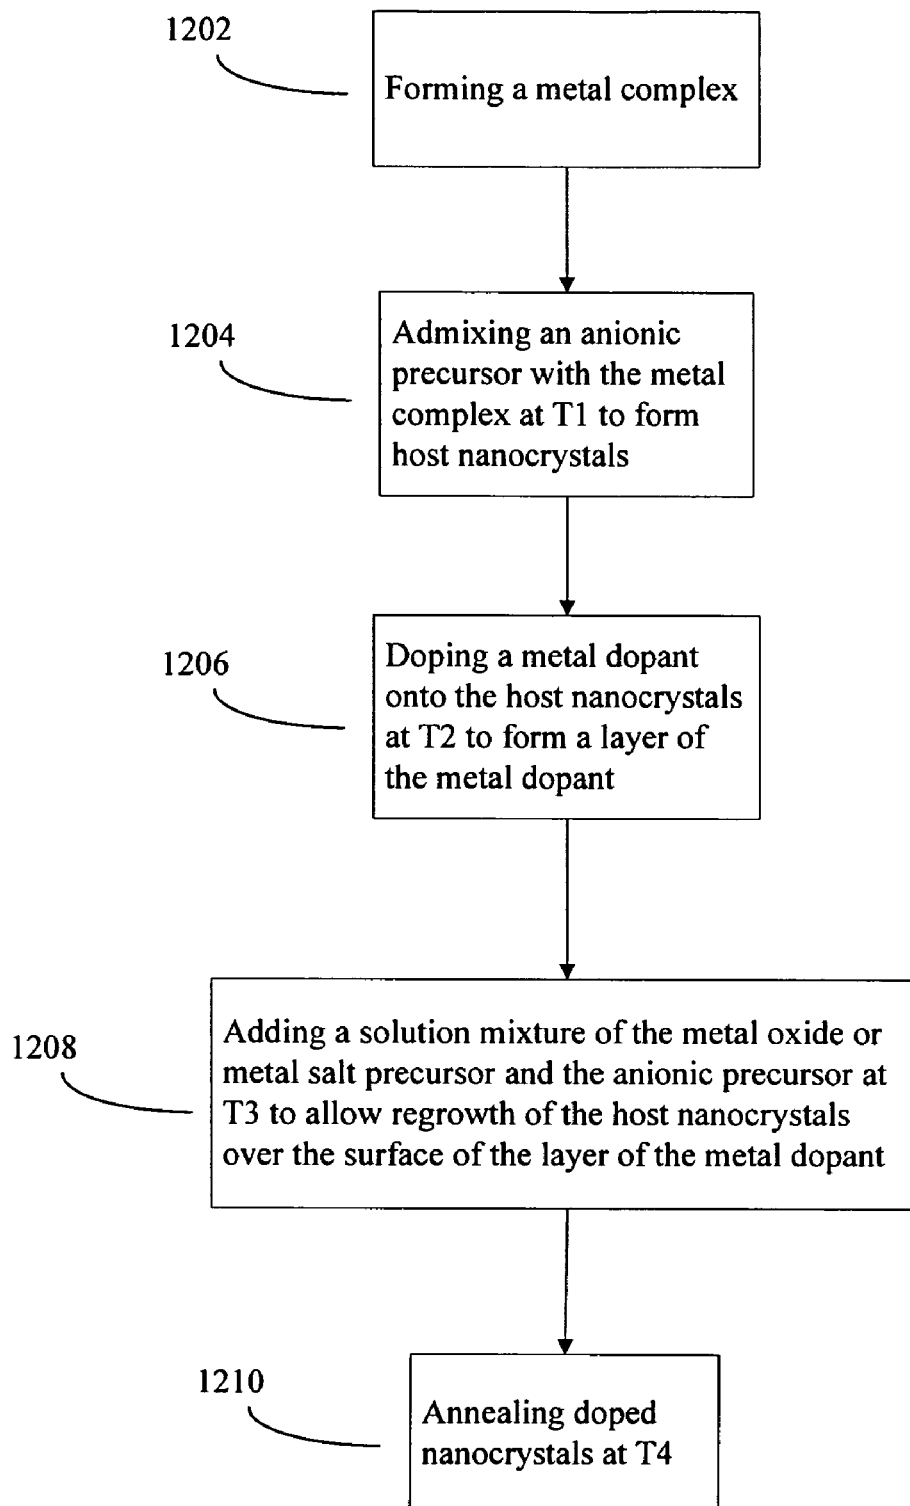 1202
Forming a metal complex
1204
Admixing an anionic
precursor with the metal
complex at T1 to form
host nanocrystals
1206
Doping a metal dopant
onto the host nanocrystals
at T2 to form a layer of
the metal dopant
1208
Adding a solution mixture of the metal oxide or
metal salt precursor and the anionic precursor at
T3 to allow regrowth of the host nanocrystals
over the surface of the layer of the metal dopant
1210
Annealing doped
nanocrystals at T4